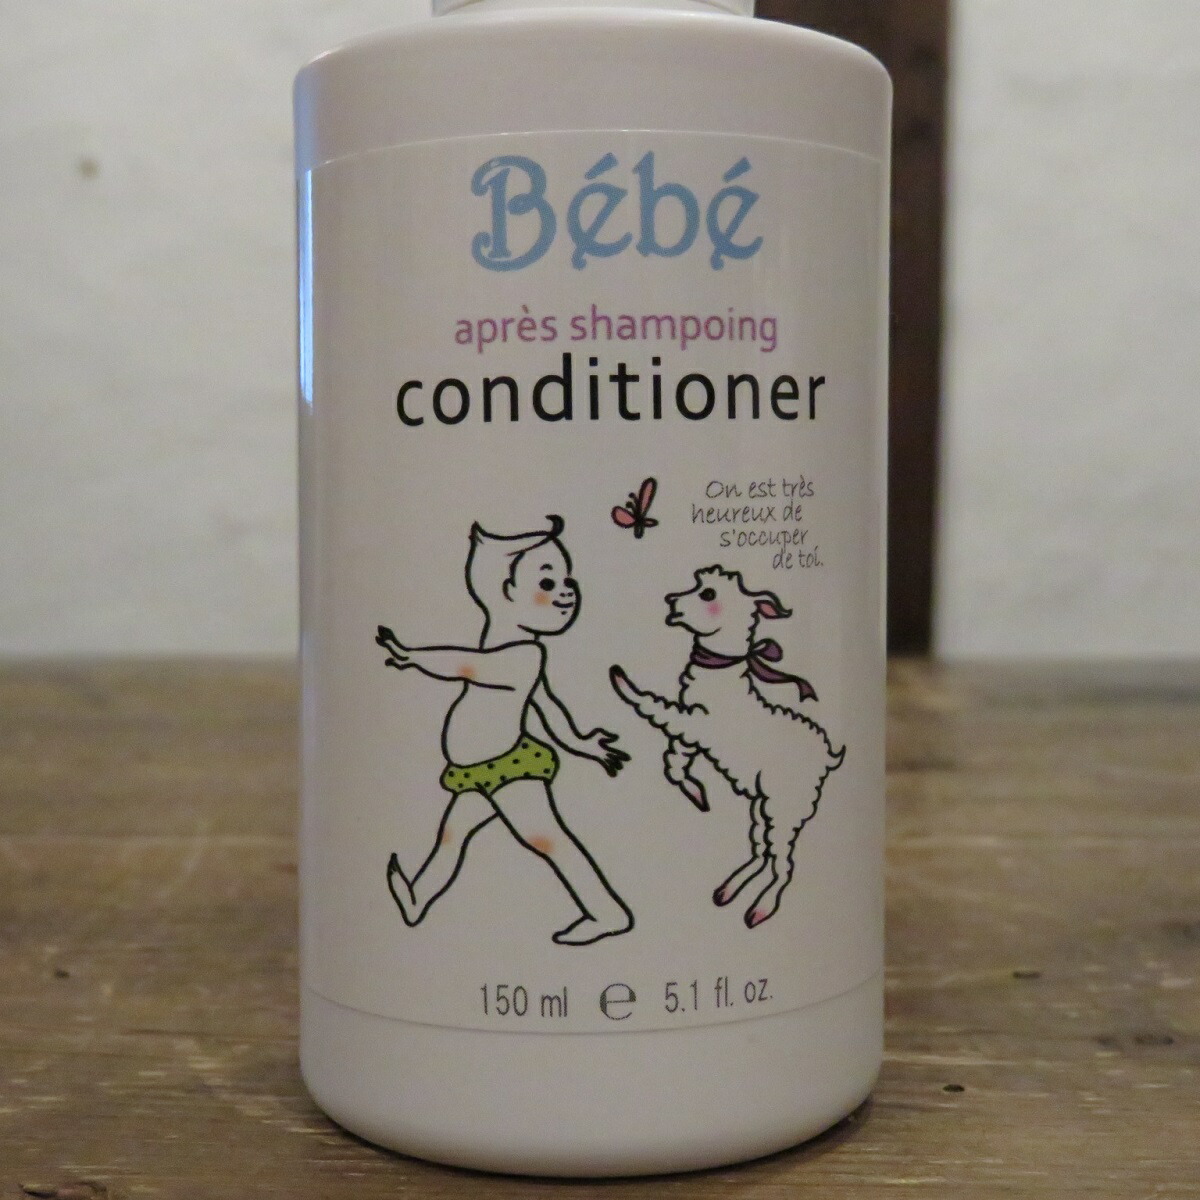 Bébé
après shampoing
conditioner
On est très
heureux de
s'occuper
de toi.
150 ml ℮ 5.1 fl. oz.